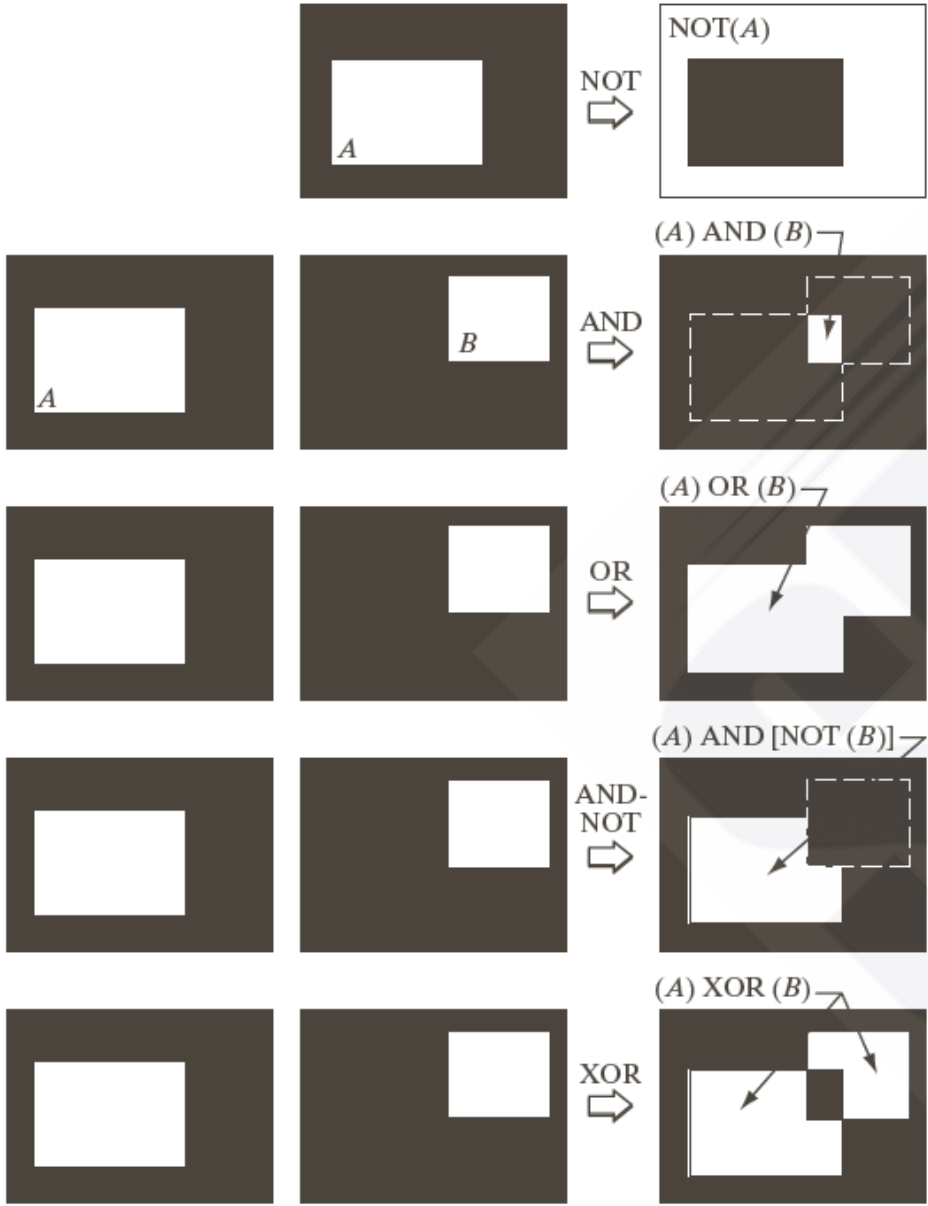 NOT
NOT(A)
A
(A) AND (B)
A
B
AND
(A) OR (B)
OR
(A) AND [NOT (B)]
AND-
NOT
(A) XOR (B)
XOR